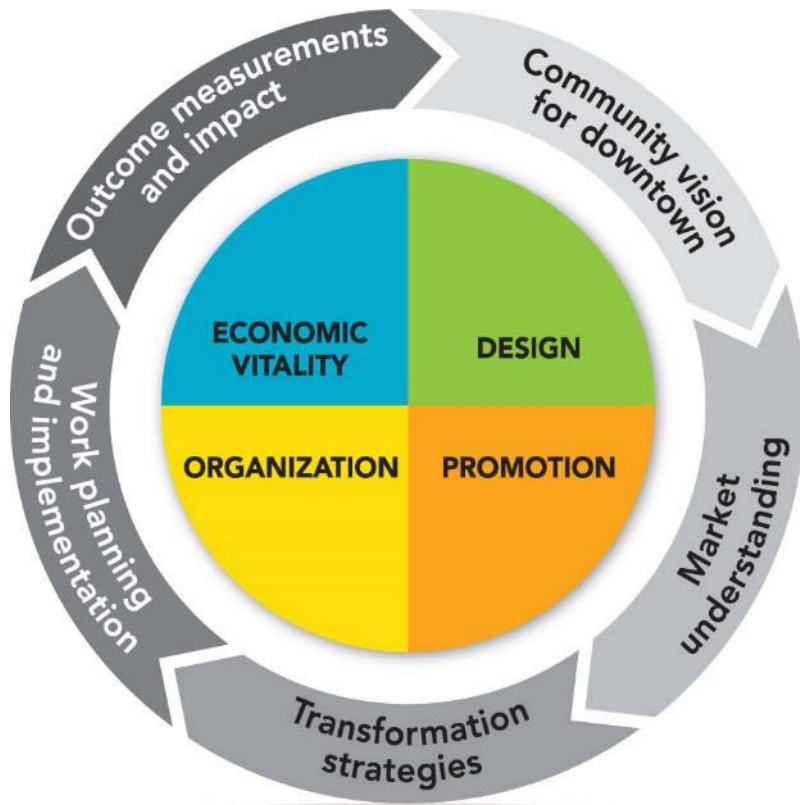 Outcome measurements
and impact
Community vision
for downtown
Market
understanding
Transformation
strategies
Work planning
and implementation
ECONOMIC
VITALITY
DESIGN
ORGANIZATION
PROMOTION